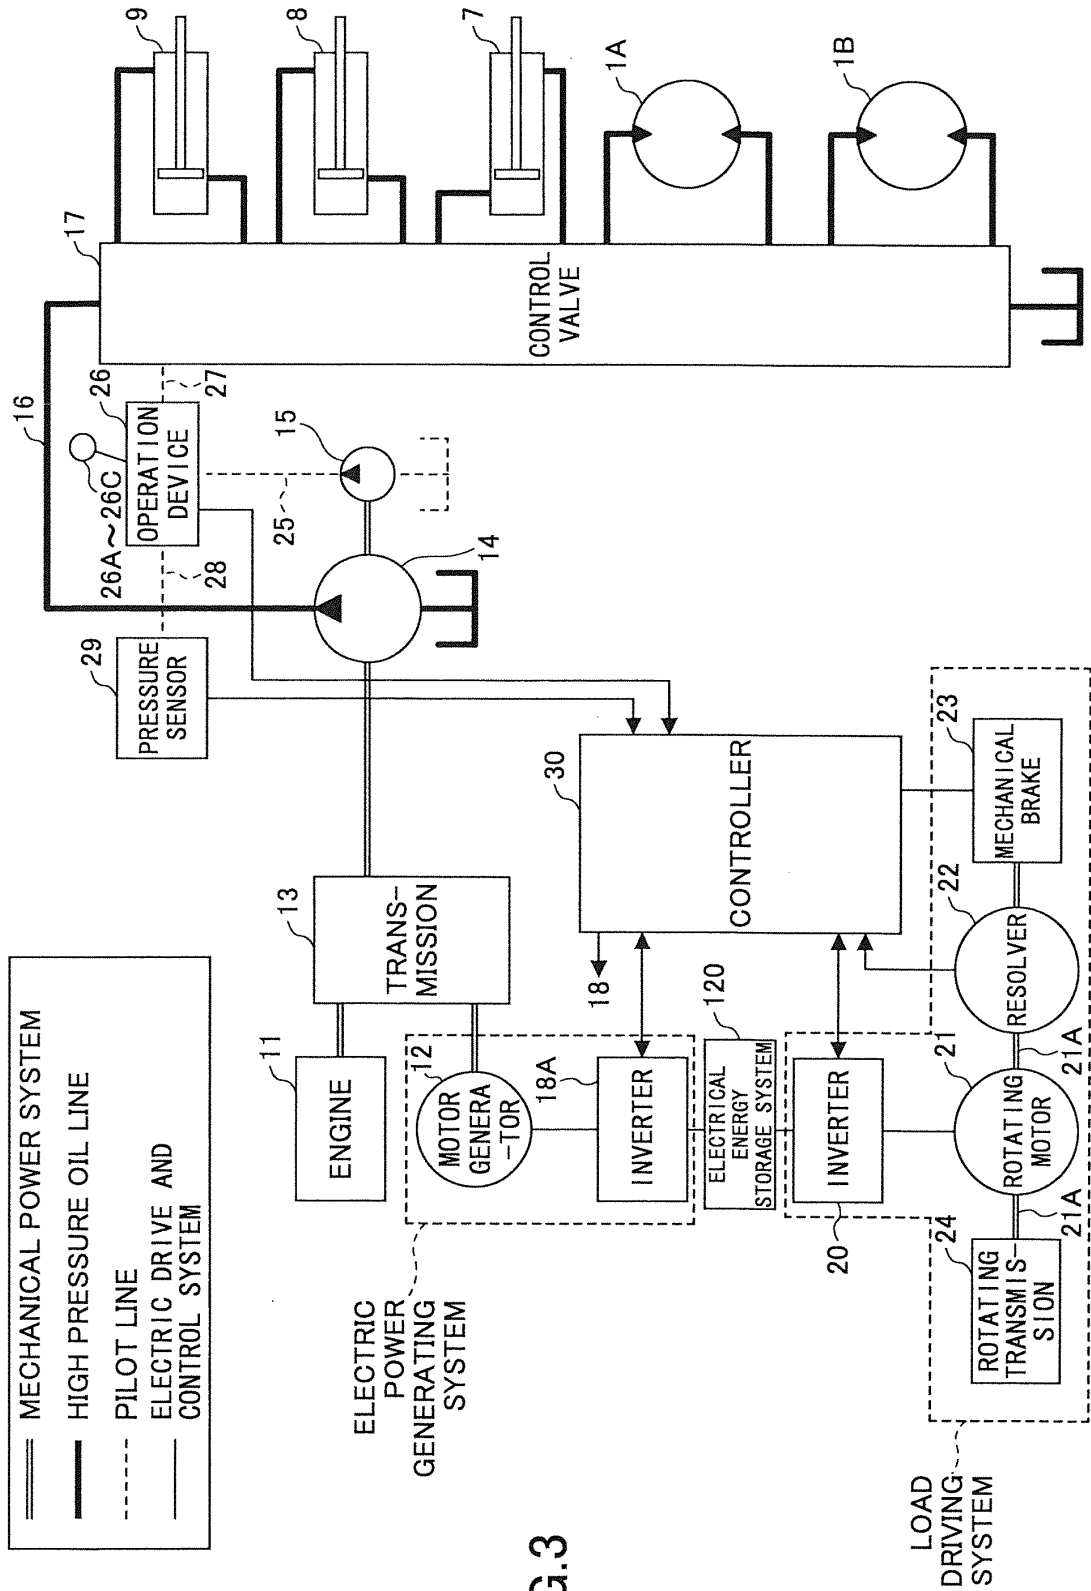 MECHANICAL POWER SYSTEM
HIGH PRESSURE OIL LINE
PILOT LINE
ELECTRIC DRIVE AND
CONTROL SYSTEM
ELECTRIC
POWER
GENERATING
SYSTEM
LOAD
DRIVING
SYSTEM
11
ENGINE
12
MOTOR
GENERA
-TOR
13
TRANS-
MISSION
18A
INVERTER
120
ELECTRICAL
ENERGY
STORAGE SYSTEM
20
INVERTER
24
ROTATING
TRANSMIS-
SION
21A
21
ROTATING
MOTOR
21A
22
RESOLVER
23
MECHANICAL
BRAKE
18
30
CONTROLLER
29
PRESSURE
SENSOR
28
26A~26C
26
OPERATION
DEVICE
27
16
25
15
14
17
CONTROL
VALVE
9
8
7
1A
1B
G.3